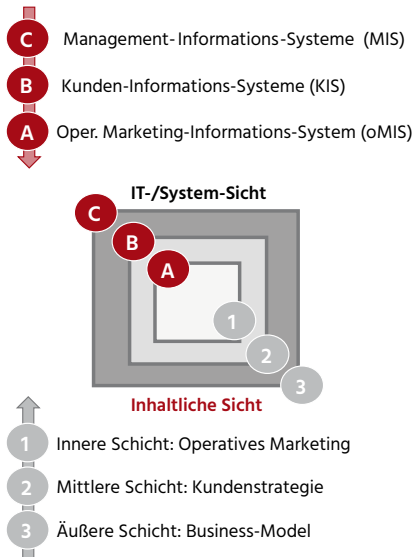 C Management-Informations-Systeme (MIS)
B Kunden-Informations-Systeme (KIS)
A Oper. Marketing-Informations-System (oMIS)
IT-/System-Sicht
C
B
A
1
2
3
Inhaltliche Sicht
1 Innere Schicht: Operatives Marketing
2 Mittlere Schicht: Kundenstrategie
3 Äußere Schicht: Business-Model